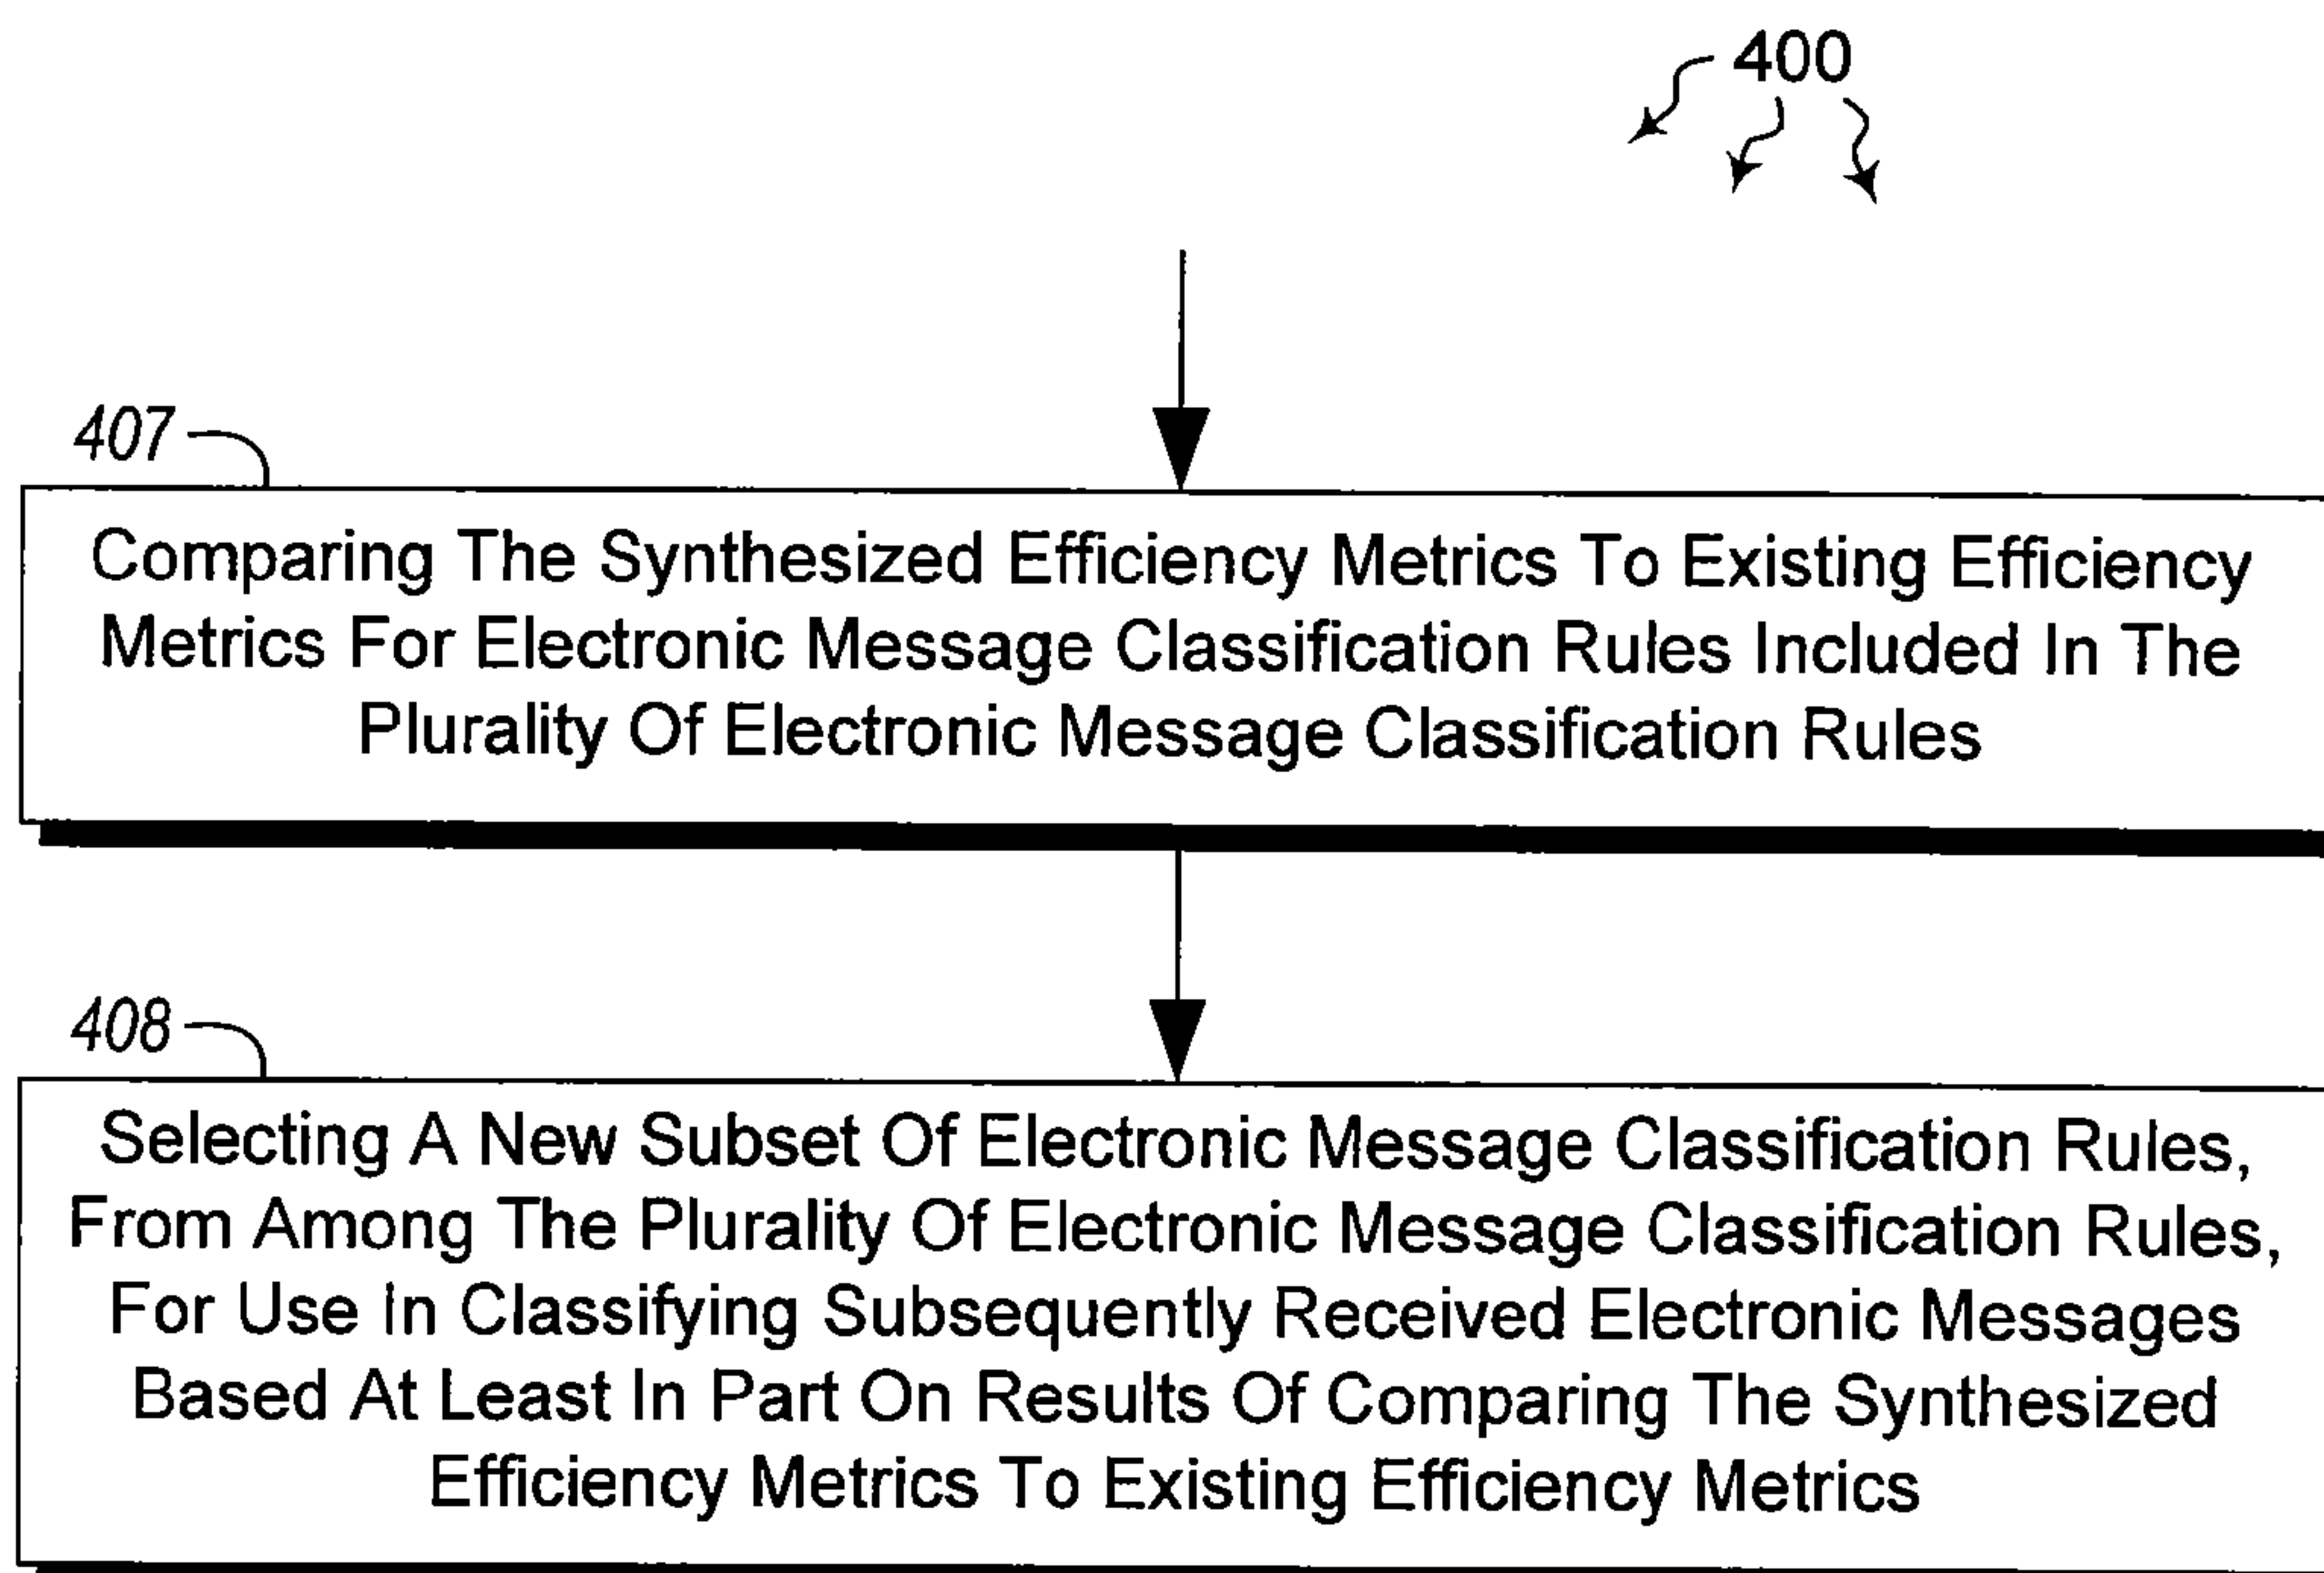 400
407
Comparing The Synthesized Efficiency Metrics To Existing Efficiency
Metrics For Electronic Message Classification Rules Included In The
Plurality Of Electronic Message Classification Rules
408
Selecting A New Subset Of Electronic Message Classification Rules,
From Among The Plurality Of Electronic Message Classification Rules,
For Use In Classifying Subsequently Received Electronic Messages
Based At Least In Part On Results Of Comparing The Synthesized
Efficiency Metrics To Existing Efficiency Metrics